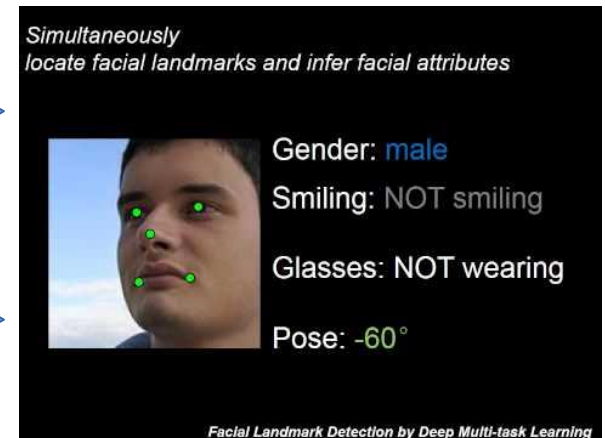 Simultaneously
locate facial landmarks and infer facial attributes
Gender: male
Smiling: NOT smiling
Glasses: NOT wearing
Pose: -60°
Facial Landmark Detection by Deep Multi-task Learning